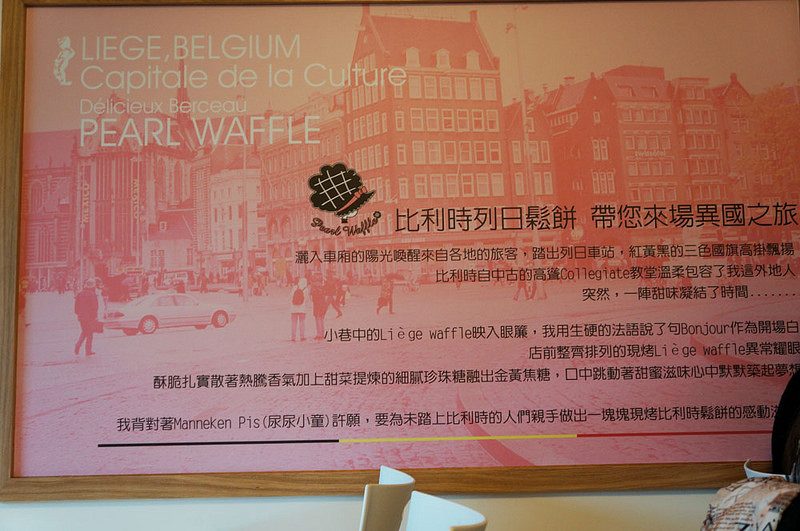 LIEGE, BELGIUM
Capitale de la Culture
Délicieux Berceau
PEARL WAFFLE
Pearl Waffle
比利時列日鬆餅 帶您來場異國之旅
灑入車廂的陽光喚醒來自各地的旅客，踏出列日車站，紅黃黑的三色國旗高掛飄揚
比利時自中古的高聳Collegiate教堂溫柔包容了我這外地人
突然，一陣甜味凝結了時間.......
小巷中的Liège waffle映入眼簾，我用生硬的法語說了句Bonjour作為開場白
店前整齊排列的現烤Liège waffle異常耀眼
酥脆扎實散著熱騰香氣加上甜菜提煉的細膩珍珠糖融出金黃焦糖，口中跳動著甜蜜滋味心中默默築起夢想
我背對著Manneken Pis(尿尿小童)許願，要為未踏上比利時的人們親手做出一塊塊現烤比利時鬆餅的感動